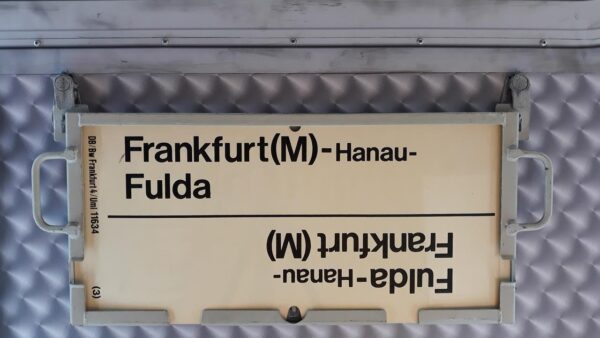 Frankfurt(M)-Hanau-
Fulda
Fulda-Hanau-
Frankfurt (M)
DB/Bw Frankfurt 4/Uml 11634
(3)